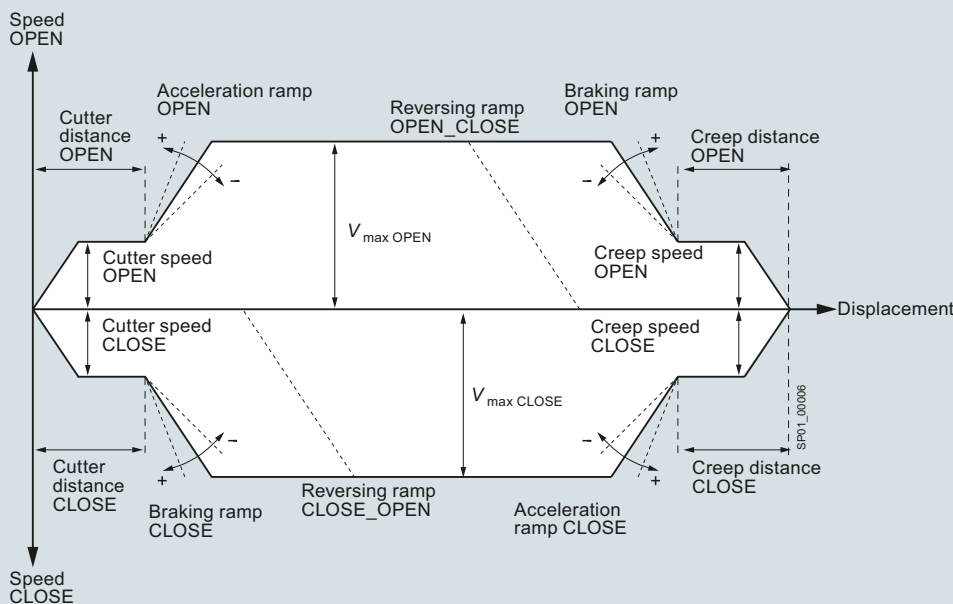 Speed
OPEN
Acceleration ramp
OPEN
Cutter
distance
OPEN
Reversing ramp
OPEN_CLOSE
Braking ramp
OPEN
Creep distance
OPEN
+
–
–
+
V max OPEN
Cutter speed
OPEN
Creep speed
OPEN
Displacement
Cutter speed
CLOSE
Creep speed
CLOSE
V max CLOSE
SP01_00006
–
+
–
+
Cutter
distance
CLOSE
Braking ramp
CLOSE
Reversing ramp
CLOSE_OPEN
Acceleration
ramp CLOSE
Creep distance
CLOSE
Speed
CLOSE